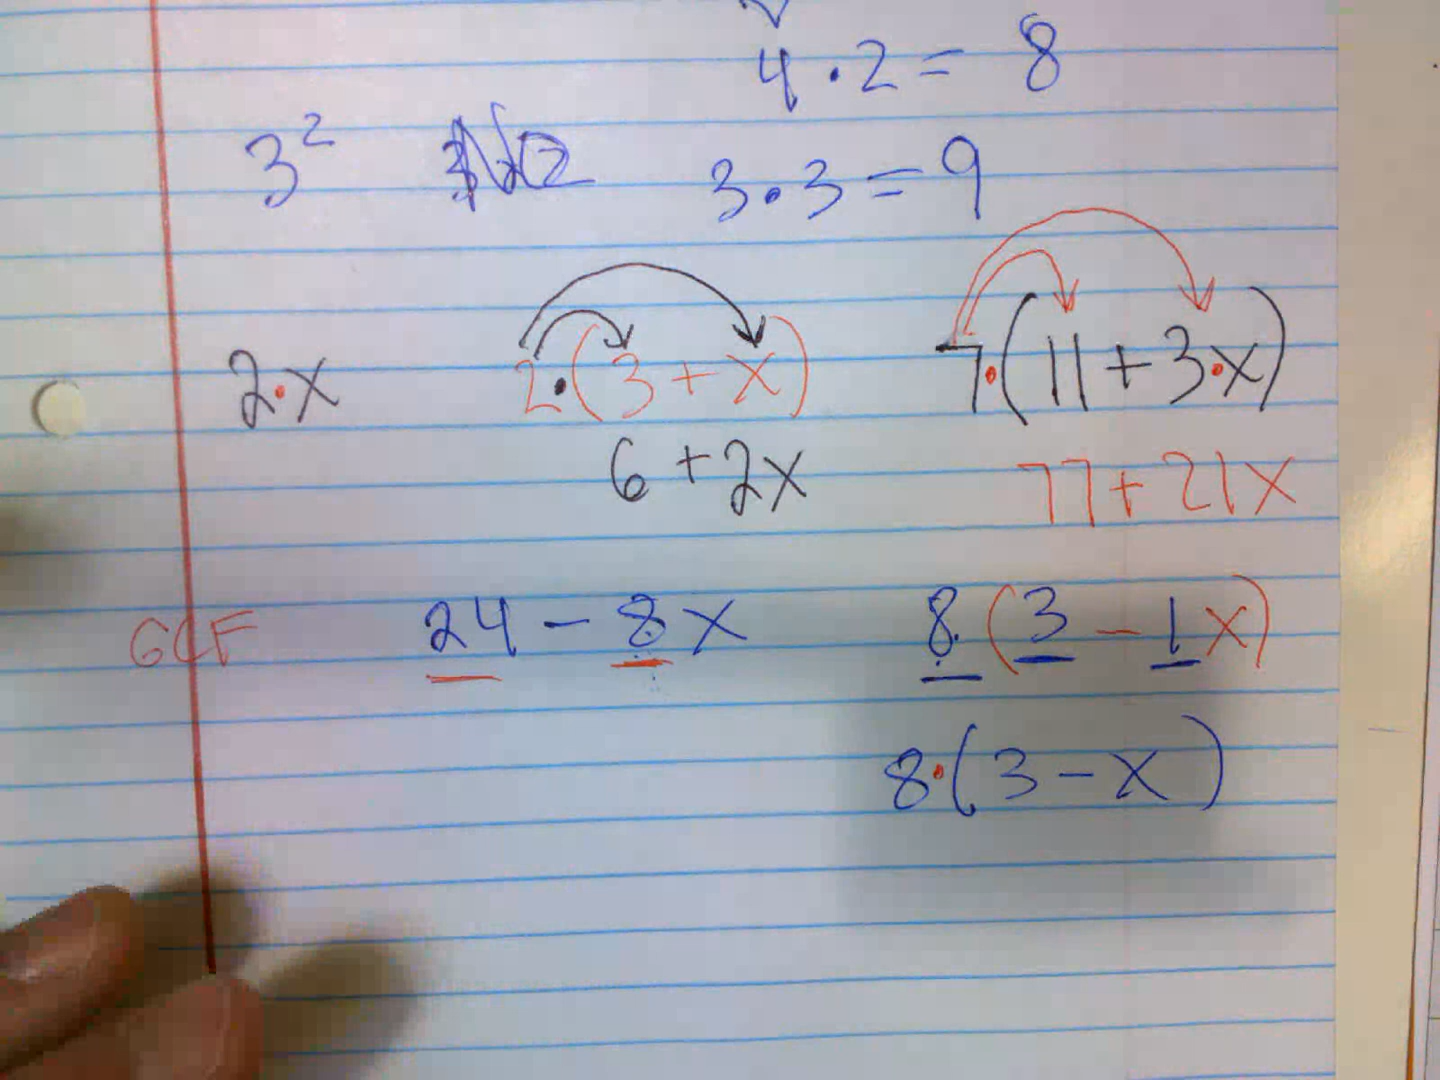 4 · 2 = 8
3² 3 · 3 = 9
2 · x 2 · (3 + x) 7 · (11 + 3 · x)
6 + 2x 77 + 21x
GCF 24 - 8x 8 (3 - 1x)
8 · (3 - x)